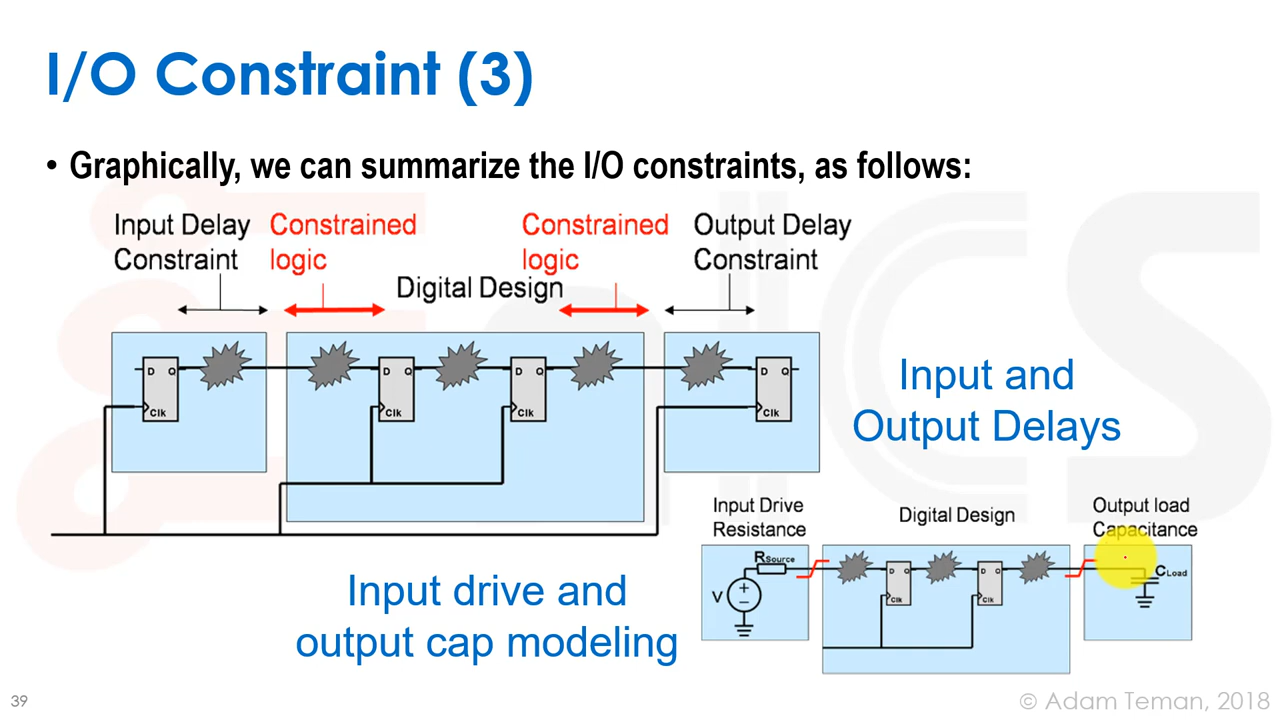 I/O Constraint (3)
• Graphically, we can summarize the I/O constraints, as follows:
Input Delay
Constraint
Constrained
logic
Constrained
logic
Output Delay
Constraint
Digital Design
D Q
Clk
D Q
Clk
D Q
Clk
D Q
Clk
Input and
Output Delays
Input Drive
Resistance
Digital Design
Output load
Capacitance
RSource
V
+
−
D Q
Clk
D Q
Clk
CLoad
Input drive and
output cap modeling
39
© Adam Teman, 2018